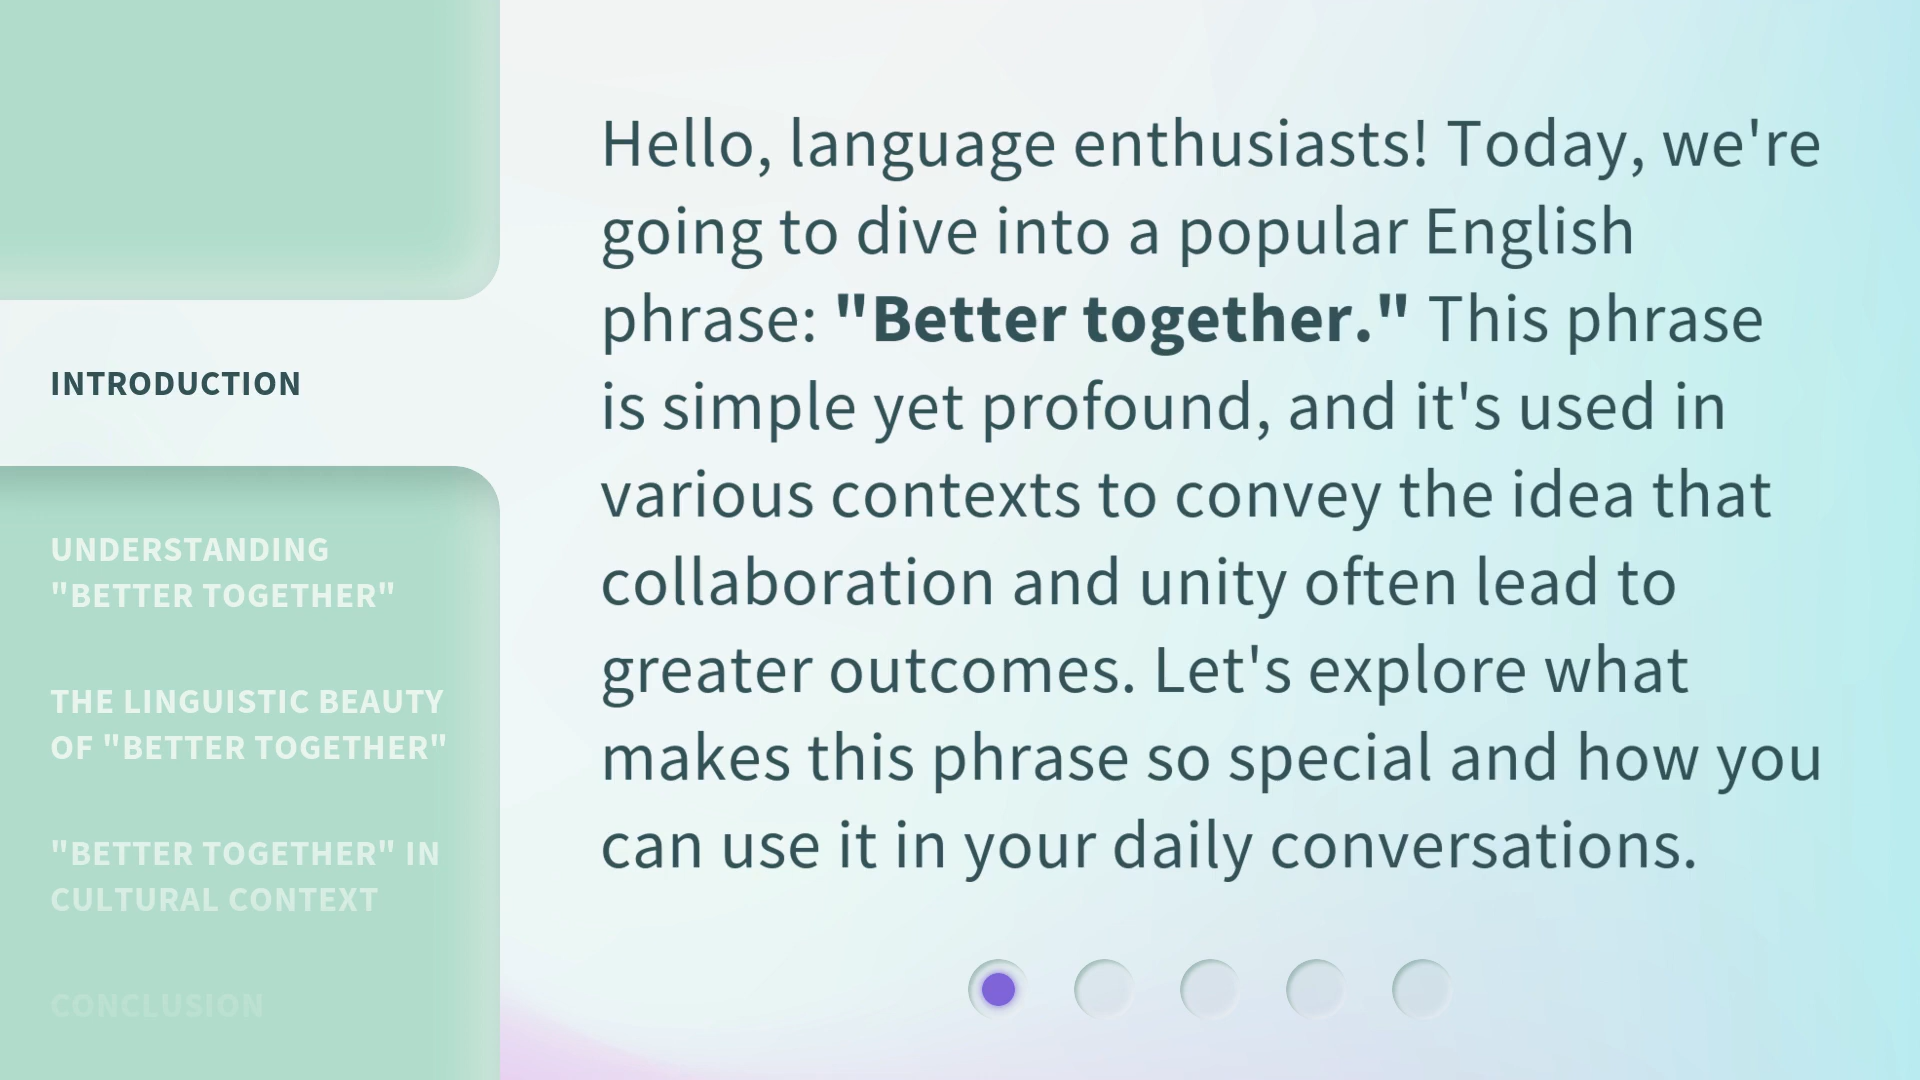 INTRODUCTION
UNDERSTANDING
"BETTER TOGETHER"
THE LINGUISTIC BEAUTY
OF "BETTER TOGETHER"
"BETTER TOGETHER" IN
CULTURAL CONTEXT
CONCLUSION
Hello, language enthusiasts! Today, we're
going to dive into a popular English
phrase: "Better together." This phrase
is simple yet profound, and it's used in
various contexts to convey the idea that
collaboration and unity often lead to
greater outcomes. Let's explore what
makes this phrase so special and how you
can use it in your daily conversations.